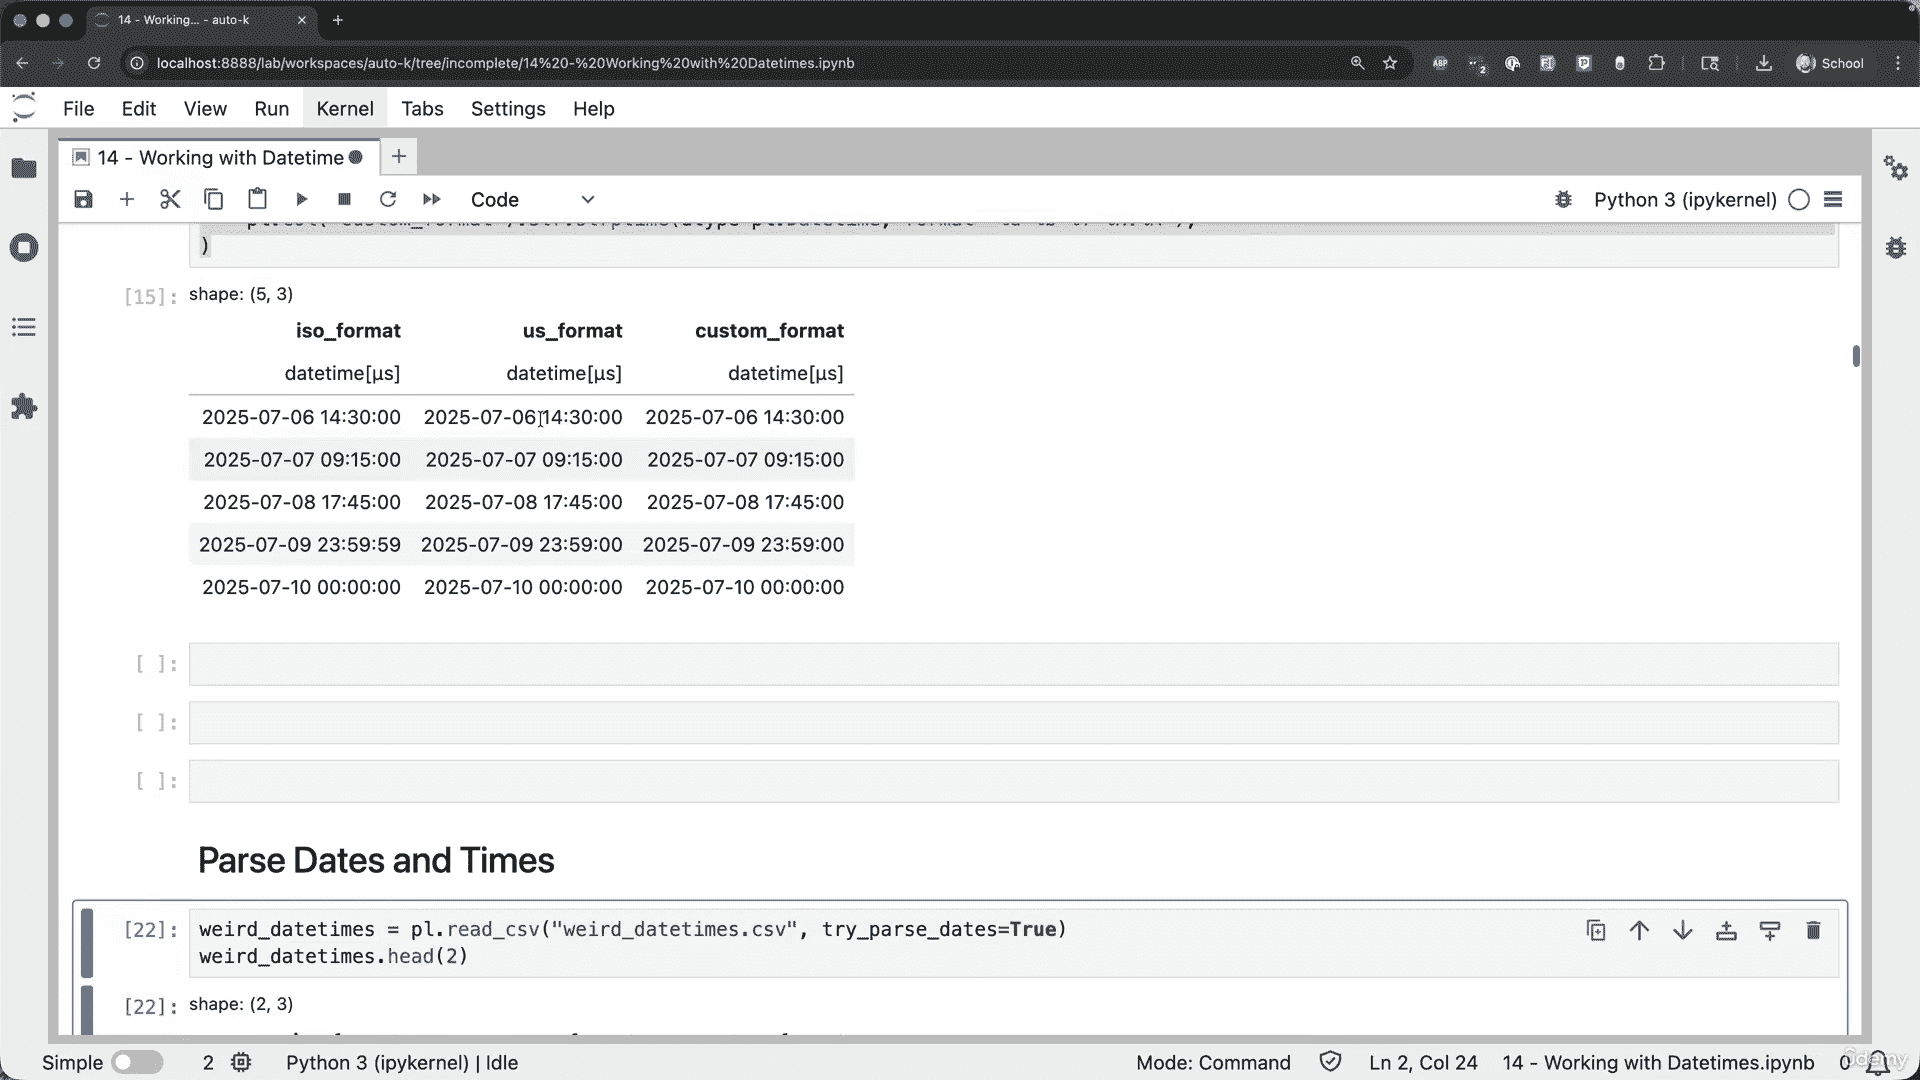 14 - Working... - auto-k
localhost:8888/lab/workspaces/auto-k/tree/incomplete/14%20-%20Working%20with%20Datetimes.ipynb
ABP
2
School
File Edit View Run Kernel Tabs Settings Help
14 - Working with Datetime
Code
Python 3 (ipykernel)
)
[15]: shape: (5, 3)
iso_format us_format custom_format
datetime[μs] datetime[μs] datetime[μs]
2025-07-06 14:30:00 2025-07-06 14:30:00 2025-07-06 14:30:00
2025-07-07 09:15:00 2025-07-07 09:15:00 2025-07-07 09:15:00
2025-07-08 17:45:00 2025-07-08 17:45:00 2025-07-08 17:45:00
2025-07-09 23:59:59 2025-07-09 23:59:00 2025-07-09 23:59:00
2025-07-10 00:00:00 2025-07-10 00:00:00 2025-07-10 00:00:00
[ ]:
[ ]:
[ ]:
Parse Dates and Times
[22]: weird_datetimes = pl.read_csv("weird_datetimes.csv", try_parse_dates=True)
weird_datetimes.head(2)
[22]: shape: (2, 3)
Simple 2 Python 3 (ipykernel) | Idle Mode: Command Ln 2, Col 24 14 - Working with Datetimes.ipynb 0
Udemy